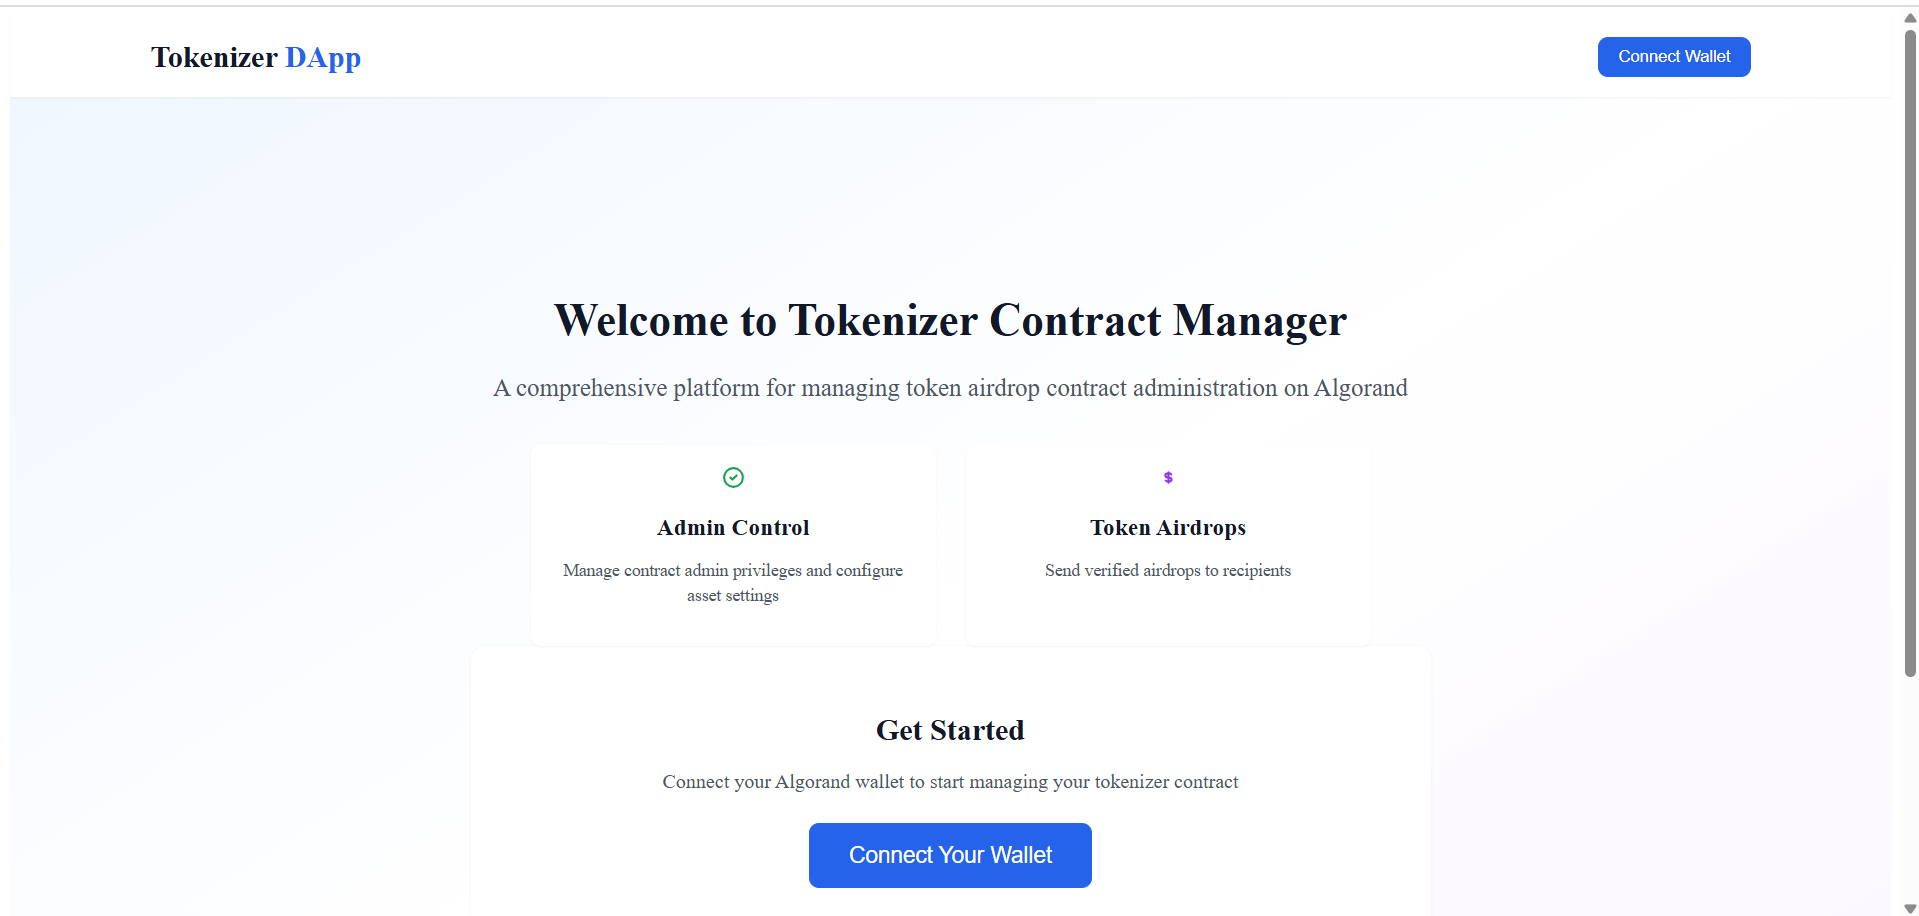 Tokenizer DApp
Connect Wallet
Welcome to Tokenizer Contract Manager
A comprehensive platform for managing token airdrop contract administration on Algorand
$
Admin Control
Token Airdrops
Manage contract admin privileges and configure
asset settings
Send verified airdrops to recipients
Get Started
Connect your Algorand wallet to start managing your tokenizer contract
Connect Your Wallet